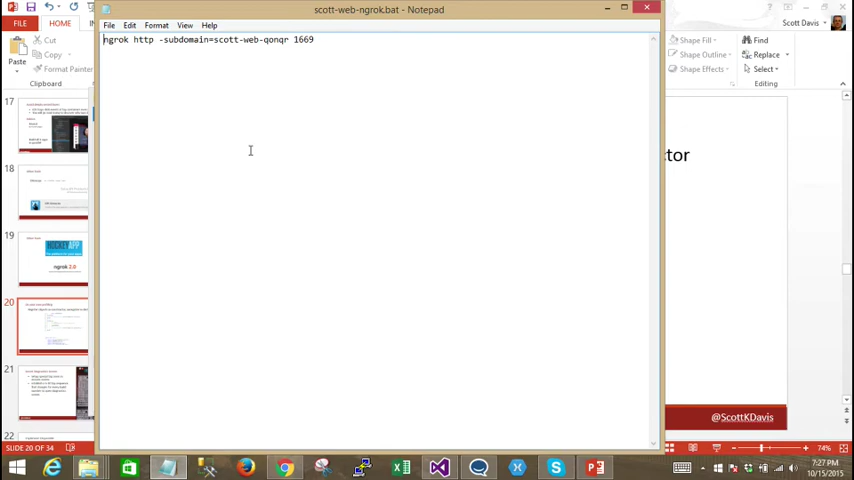 scott-web-ngrok.bat - Notepad
FILE
HOME
Scott Davis
File Edit Format View Help
ngrok http -subdomain=scott-web-qonqr 1669
Cut
Copy
Format Painter
Paste
Clipboard
Shape Fill
Shape Outline
Shape Effects
Find
Replace
Select
Editing
17
18
19
HOCKEYAPP
ngrok 2.0
20
21
22
ctor
@ScottKDavis
SLIDE 20 OF 34
74%
7:27 PM
10/15/2015